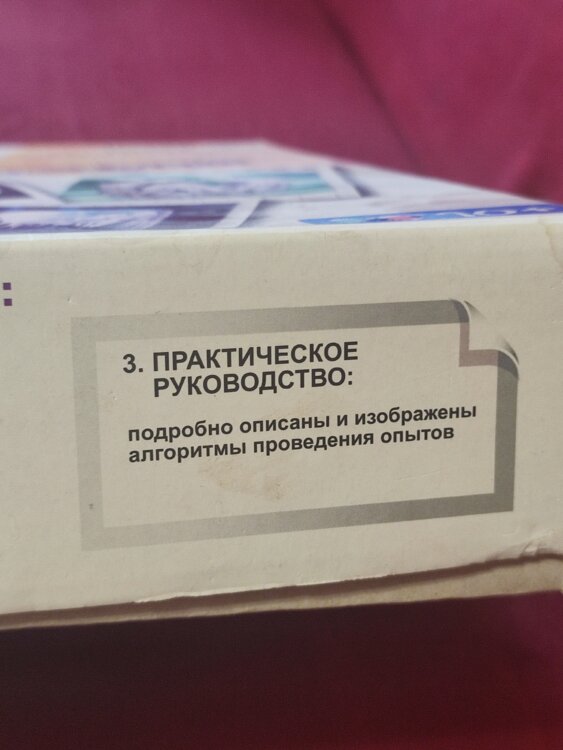 :
3. ПРАКТИЧЕСКОЕ
РУКОВОДСТВО:
подробно описаны и изображены
алгоритмы проведения опытов